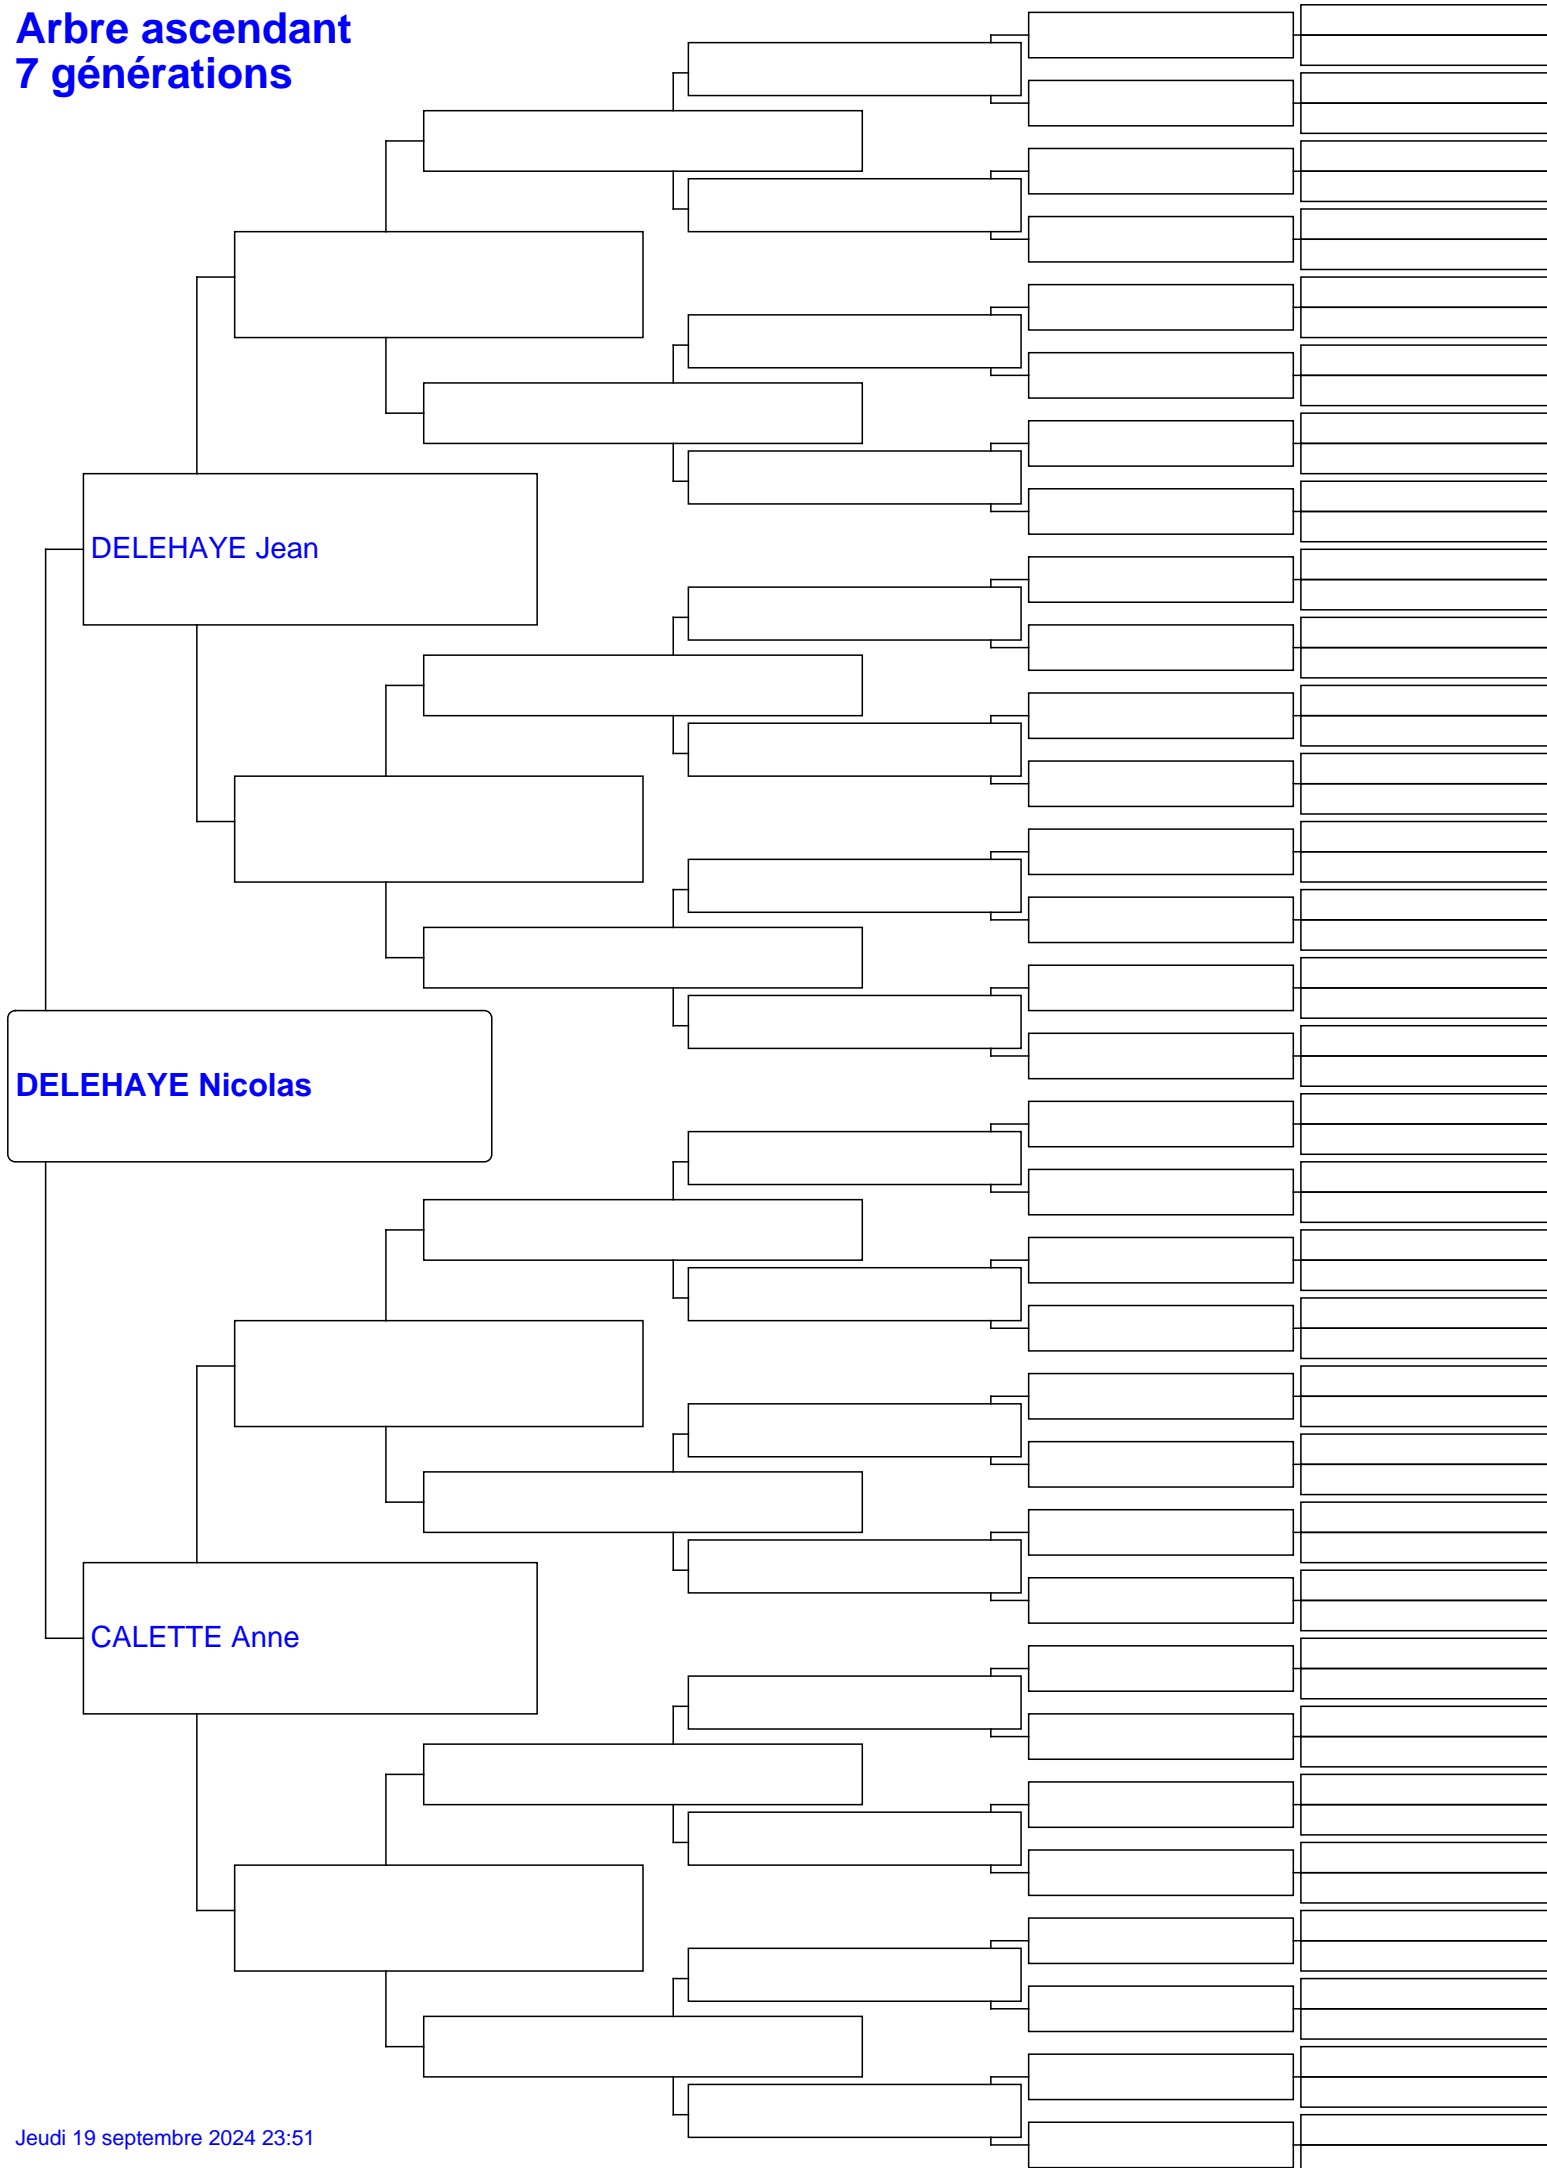 Arbre ascendant
7 générations
DELEHAYE Jean
DELEHAYE Nicolas
CALETTE Anne
Jeudi 19 septembre 2024 23:51